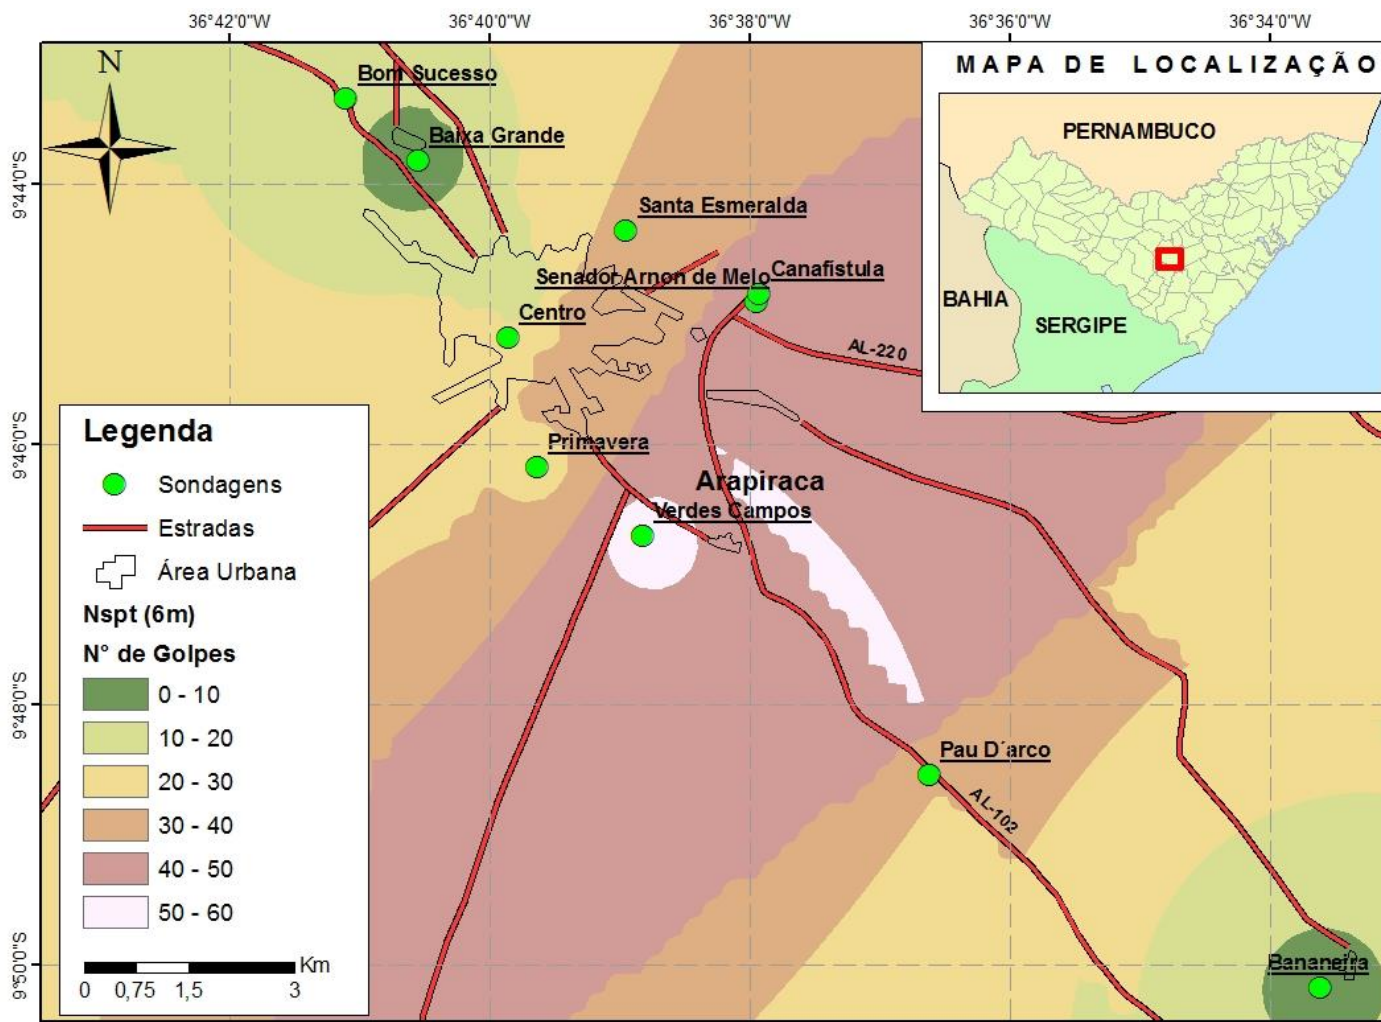 36°42'0"W
36°40'0"W
36°38'0"W
36°36'0"W
36°34'0"W
N
Bom Sucesso
MAPA DE LOCALIZAÇÃO
Baixa Grande
PERNAMBUCO
9°44'0"S
Santa Esmeralda
Senador Arnon de Melo
Canafístula
BAHIA
SERGIPE
Centro
AL-220
Legenda
Sondagens
Estradas
Área Urbana
Nspt (6m)
N° de Golpes
0 - 10
10 - 20
20 - 30
30 - 40
40 - 50
50 - 60
Km
0 0,75 1,5 3
9°46'0"S
Primavera
Arapiraca
Verdes Campos
9°48'0"S
Pau D´arco
AL-102
9°50'0"S
Bananeira